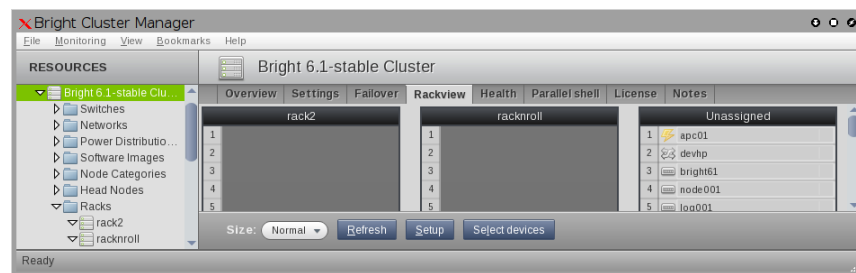 Bright Cluster Manager
File Monitoring View Bookmarks Help
RESOURCES
Bright 6.1-stable Cluster
Bright 6.1-stable Clu...
Overview Settings Failover Rackview Health Parallel shell License Notes
Switches
Networks
Power Distributio...
Software Images
Node Categories
Head Nodes
Racks
rack2
racknroll
rack2
1
2
3
4
5
racknroll
1
2
3
4
5
Unassigned
1 apc01
2 devhp
3 bright61
4 node001
5 log001
Size: Normal Refresh Setup Select devices
Ready